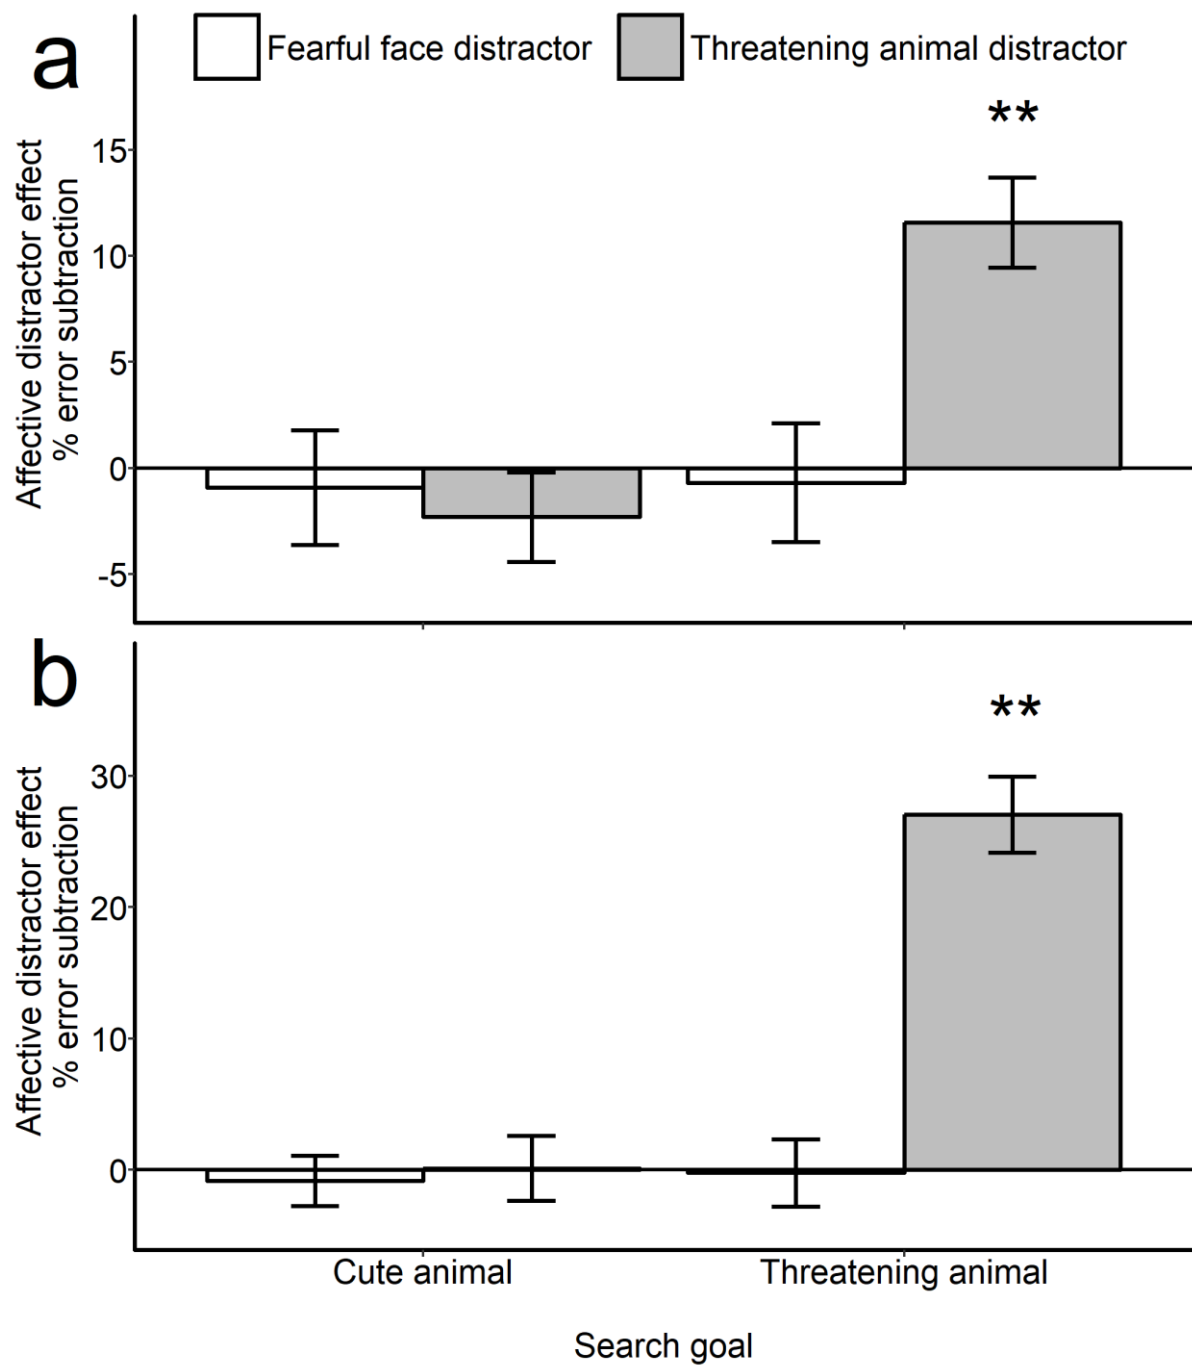 a
Fearful face distractor
Threatening animal distractor
Affective distractor effect
% error subtraction
**
15
10
5
0
-5
b
Affective distractor effect
% error subtraction
**
30
20
10
0
Cute animal
Threatening animal
Search goal